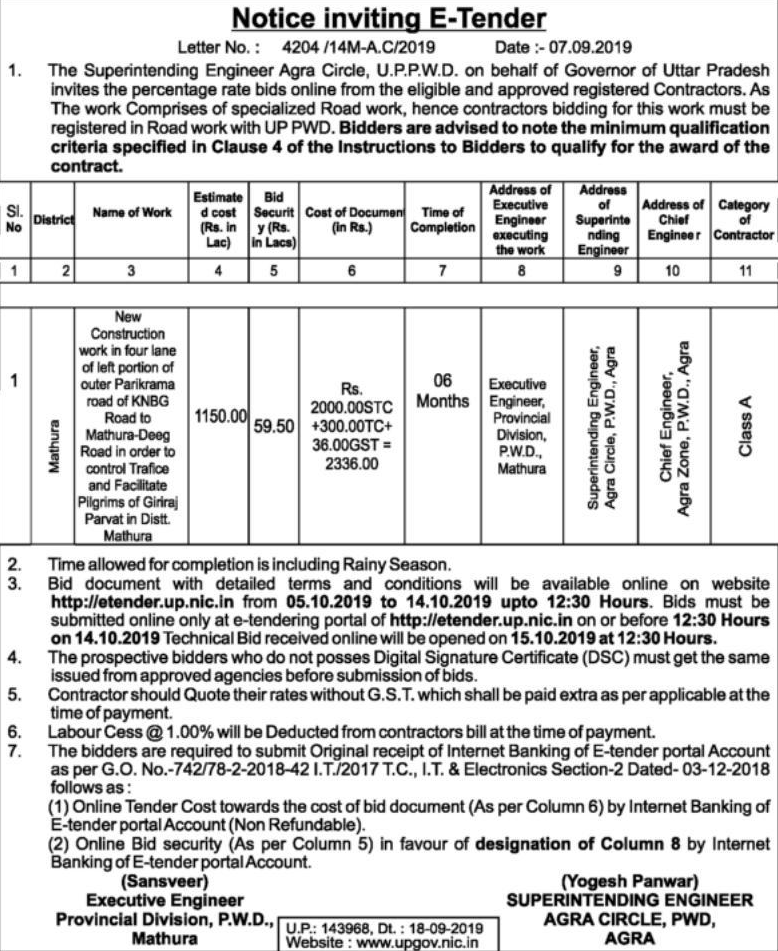 Notice inviting E-Tender
Letter No. : 4204 /14M-A.C/2019 Date :- 07.09.2019
1. The Superintending Engineer Agra Circle, U.P.P.W.D. on behalf of Governor of Uttar Pradesh
invites the percentage rate bids online from the eligible and approved registered Contractors. As
The work Comprises of specialized Road work, hence contractors bidding for this work must be
registered in Road work with UP PWD. Bidders are advised to note the minimum qualification
criteria specified in Clause 4 of the Instructions to Bidders to qualify for the award of the
contract.
Sl. No
District
Name of Work
Estimate
d cost
(Rs. in
Lac)
Bid
Securit
y (Rs.
in Lacs)
Cost of Documen
(in Rs.)
Time of
Completion
Address of
Executive
Engineer
executing
the work
Address
of
Superinte
nding
Engineer
Address of
Chief
Engineer
Category
of
Contractor
1 2 3 4 5 6 7 8 9 10 11
1
Mathura
New
Construction
work in four lane
of left portion of
outer Parikrama
road of KNBG
Road to
Mathura-Deeg
Road in order to
control Trafice
and Facilitate
Pilgrims of Giriraj
Parvat in Distt.
Mathura
1150.00
59.50
Rs.
2000.00STC
+300.00TC+
36.00GST =
2336.00
06
Months
Executive
Engineer,
Provincial
Division,
P.W.D.,
Mathura
Superintending Engineer,
Agra Circle, P.W.D., Agra
Chief Engineer,
Agra Zone, P.W.D., Agra
Class A
2. Time allowed for completion is including Rainy Season.
3. Bid document with detailed terms and conditions will be available online on website
http://etender.up.nic.in from 05.10.2019 to 14.10.2019 upto 12:30 Hours. Bids must be
submitted online only at e-tendering portal of http://etender.up.nic.in on or before 12:30 Hours
on 14.10.2019 Technical Bid received online will be opened on 15.10.2019 at 12:30 Hours.
4. The prospective bidders who do not posses Digital Signature Certificate (DSC) must get the same
issued from approved agencies before submission of bids.
5. Contractor should Quote their rates without G.S.T. which shall be paid extra as per applicable at the
time of payment.
6. Labour Cess @ 1.00% will be Deducted from contractors bill at the time of payment.
7. The bidders are required to submit Original receipt of Internet Banking of E-tender portal Account
as per G.O. No.-742/78-2-2018-42 I.T./2017 T.C., I.T. & Electronics Section-2 Dated- 03-12-2018
follows as :
(1) Online Tender Cost towards the cost of bid document (As per Column 6) by Internet Banking of
E-tender portal Account (Non Refundable).
(2) Online Bid security (As per Column 5) in favour of designation of Column 8 by Internet
Banking of E-tender portal Account.
(Sansveer)
Executive Engineer
Provincial Division, P.W.D.,
Mathura
U.P.: 143968, Dt. : 18-09-2019
Website : www.upgov.nic.in
(Yogesh Panwar)
SUPERINTENDING ENGINEER
AGRA CIRCLE, PWD,
AGRA